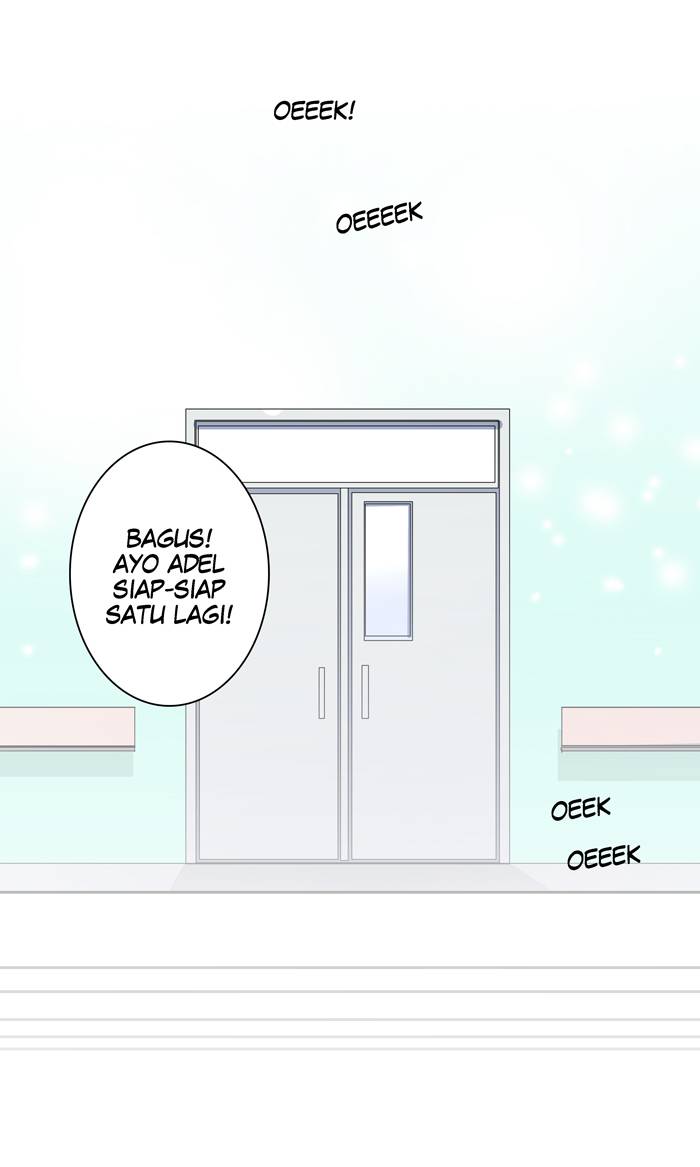 OEEEK!
OEEEEK
BAGUS!
AYO ADEL
SIAP-SIAP
SATU LAGI!
OEEK
OEEEK